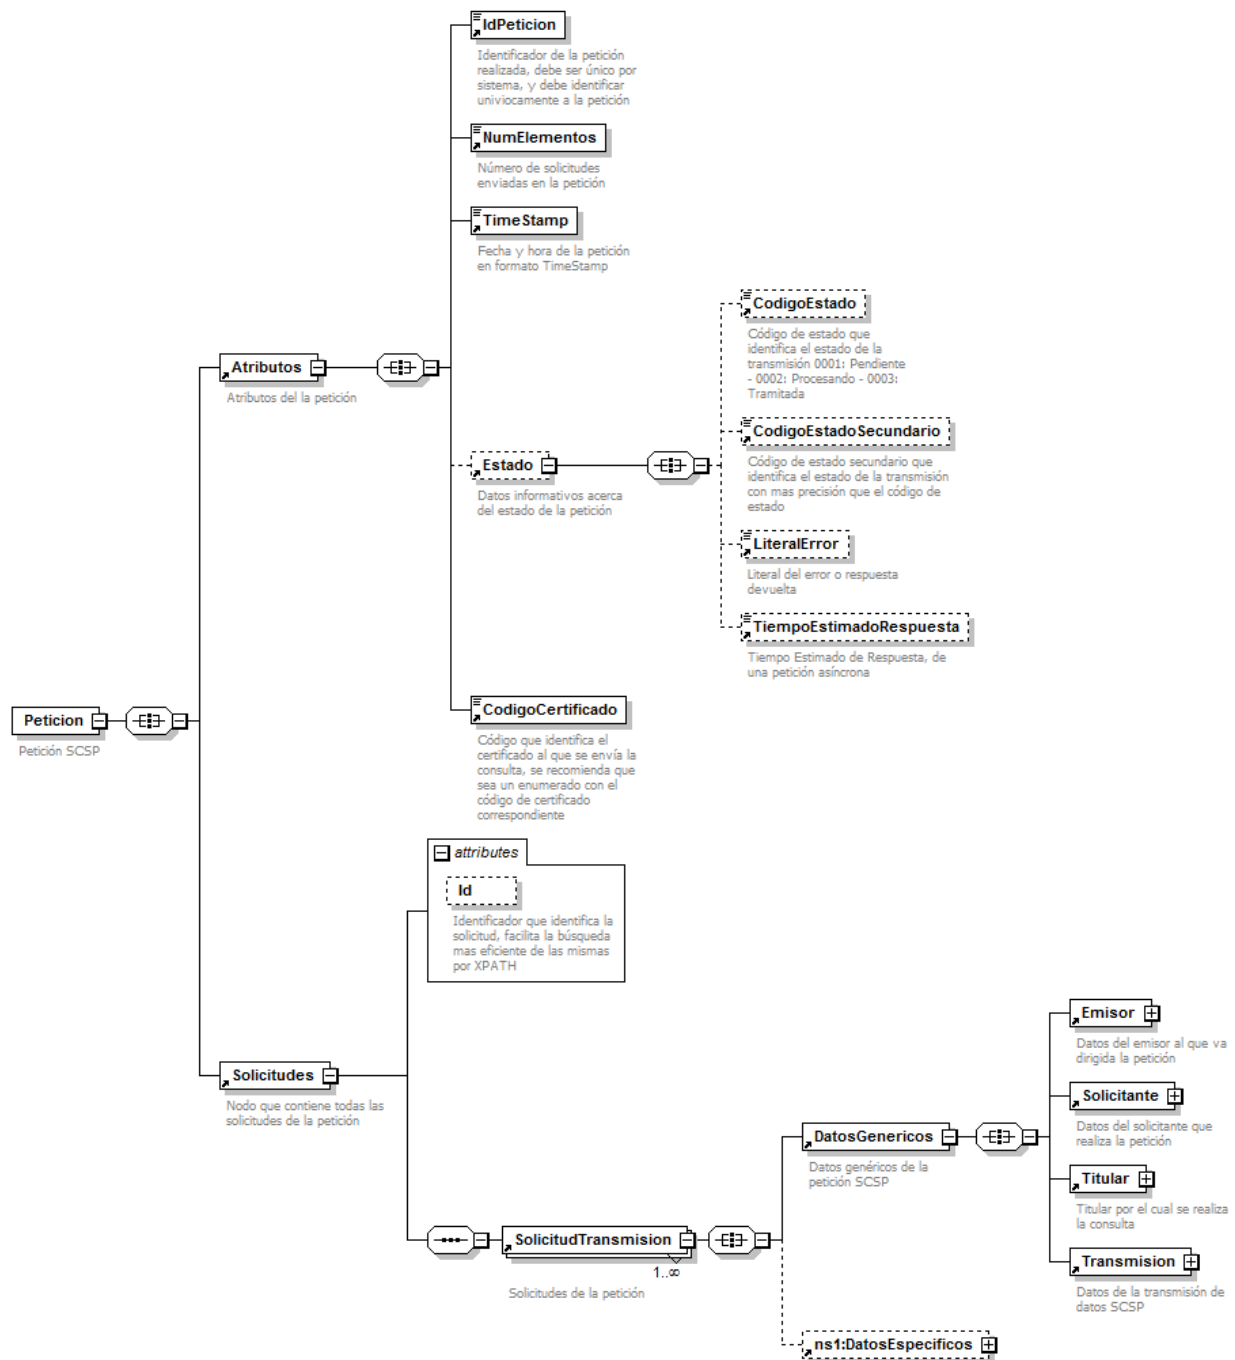 IdPeticion
Identificador de la petición
realizada, debe ser único por
sistema, y debe identificar
univiocamente a la petición
NumElementos
Número de solicitudes
enviadas en la petición
TimeStamp
Fecha y hora de la petición
en formato TimeStamp
CodigoEstado
Código de estado que
identifica el estado de la
transmisión 0001: Pendiente
- 0002: Procesando - 0003:
Tramitada
Atributos
Atributos del la petición
CodigoEstadoSecundario
Código de estado secundario que
identifica el estado de la transmisión
con mas precisión que el código de
estado
Estado
Datos informativos acerca
del estado de la petición
LiteralError
Literal del error o respuesta
devuelta
TiempoEstimadoRespuesta
Tiempo Estimado de Respuesta, de
una petición asíncrona
Peticion
Petición SCSP
CodigoCertificado
Código que identifica el
certificado al que se envía la
consulta, se recomienda que
sea un enumerado con el
código de certificado
correspondiente
attributes
Id
Identificador que identifica la
solicitud, facilita la búsqueda
mas eficiente de las mismas
por XPATH
Solicitudes
Nodo que contiene todas las
solicitudes de la petición
Emisor
Datos del emisor al que va
dirigida la petición
Solicitante
Datos del solicitante que
realiza la petición
DatosGenericos
Datos genéricos de la
petición SCSP
Titular
Titular por el cual se realiza
la consulta
SolicitudTransmision
1..∞
Solicitudes de la petición
Transmision
Datos de la transmisión de
datos SCSP
ns1:DatosEspecificos